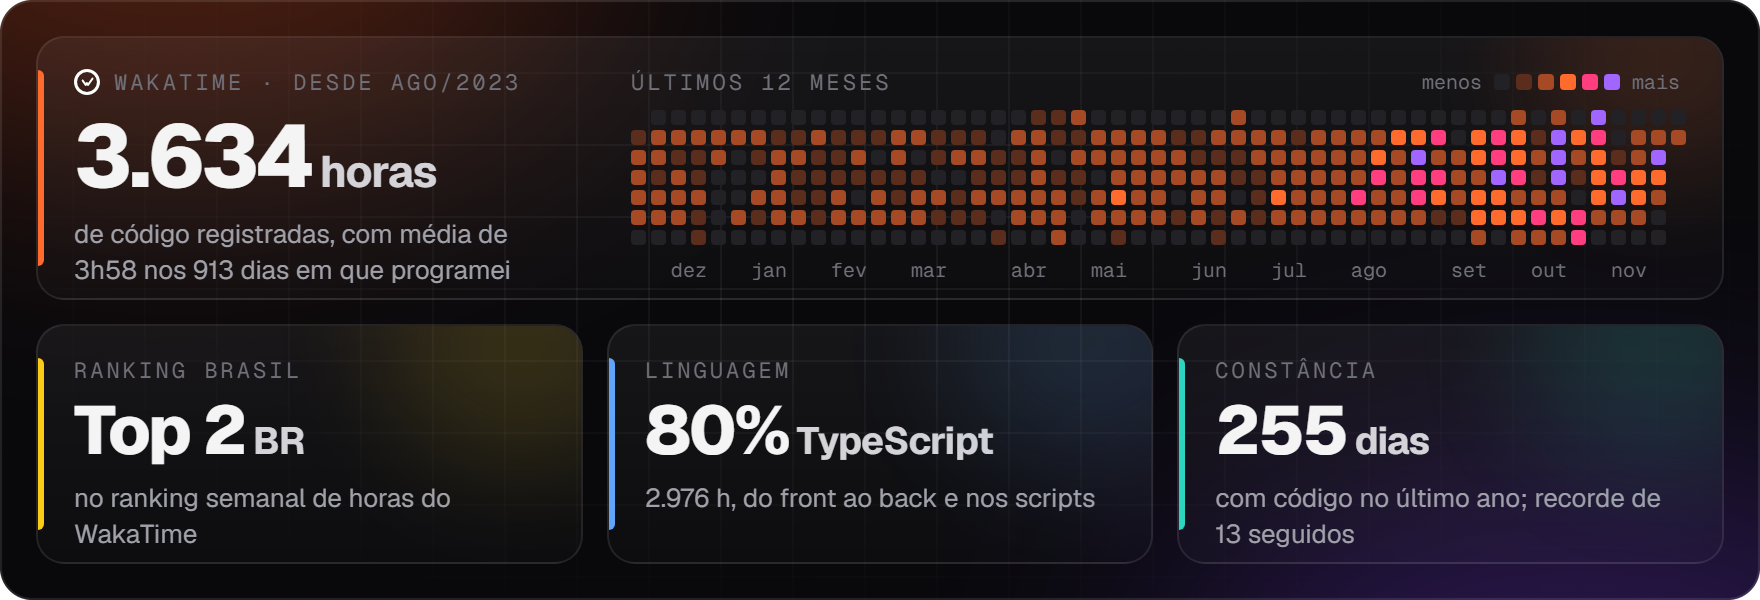 WAKATIME · DESDE AGO/2023
3.634 horas
de código registradas, com média de
3h58 nos 913 dias em que programei
ÚLTIMOS 12 MESES
menos mais
dez jan fev mar abr mai jun jul ago set out nov
RANKING BRASIL
Top 2 BR
no ranking semanal de horas do
WakaTime
LINGUAGEM
80% TypeScript
2.976 h, do front ao back e nos scripts
CONSTÂNCIA
255 dias
com código no último ano; recorde de
13 seguidos